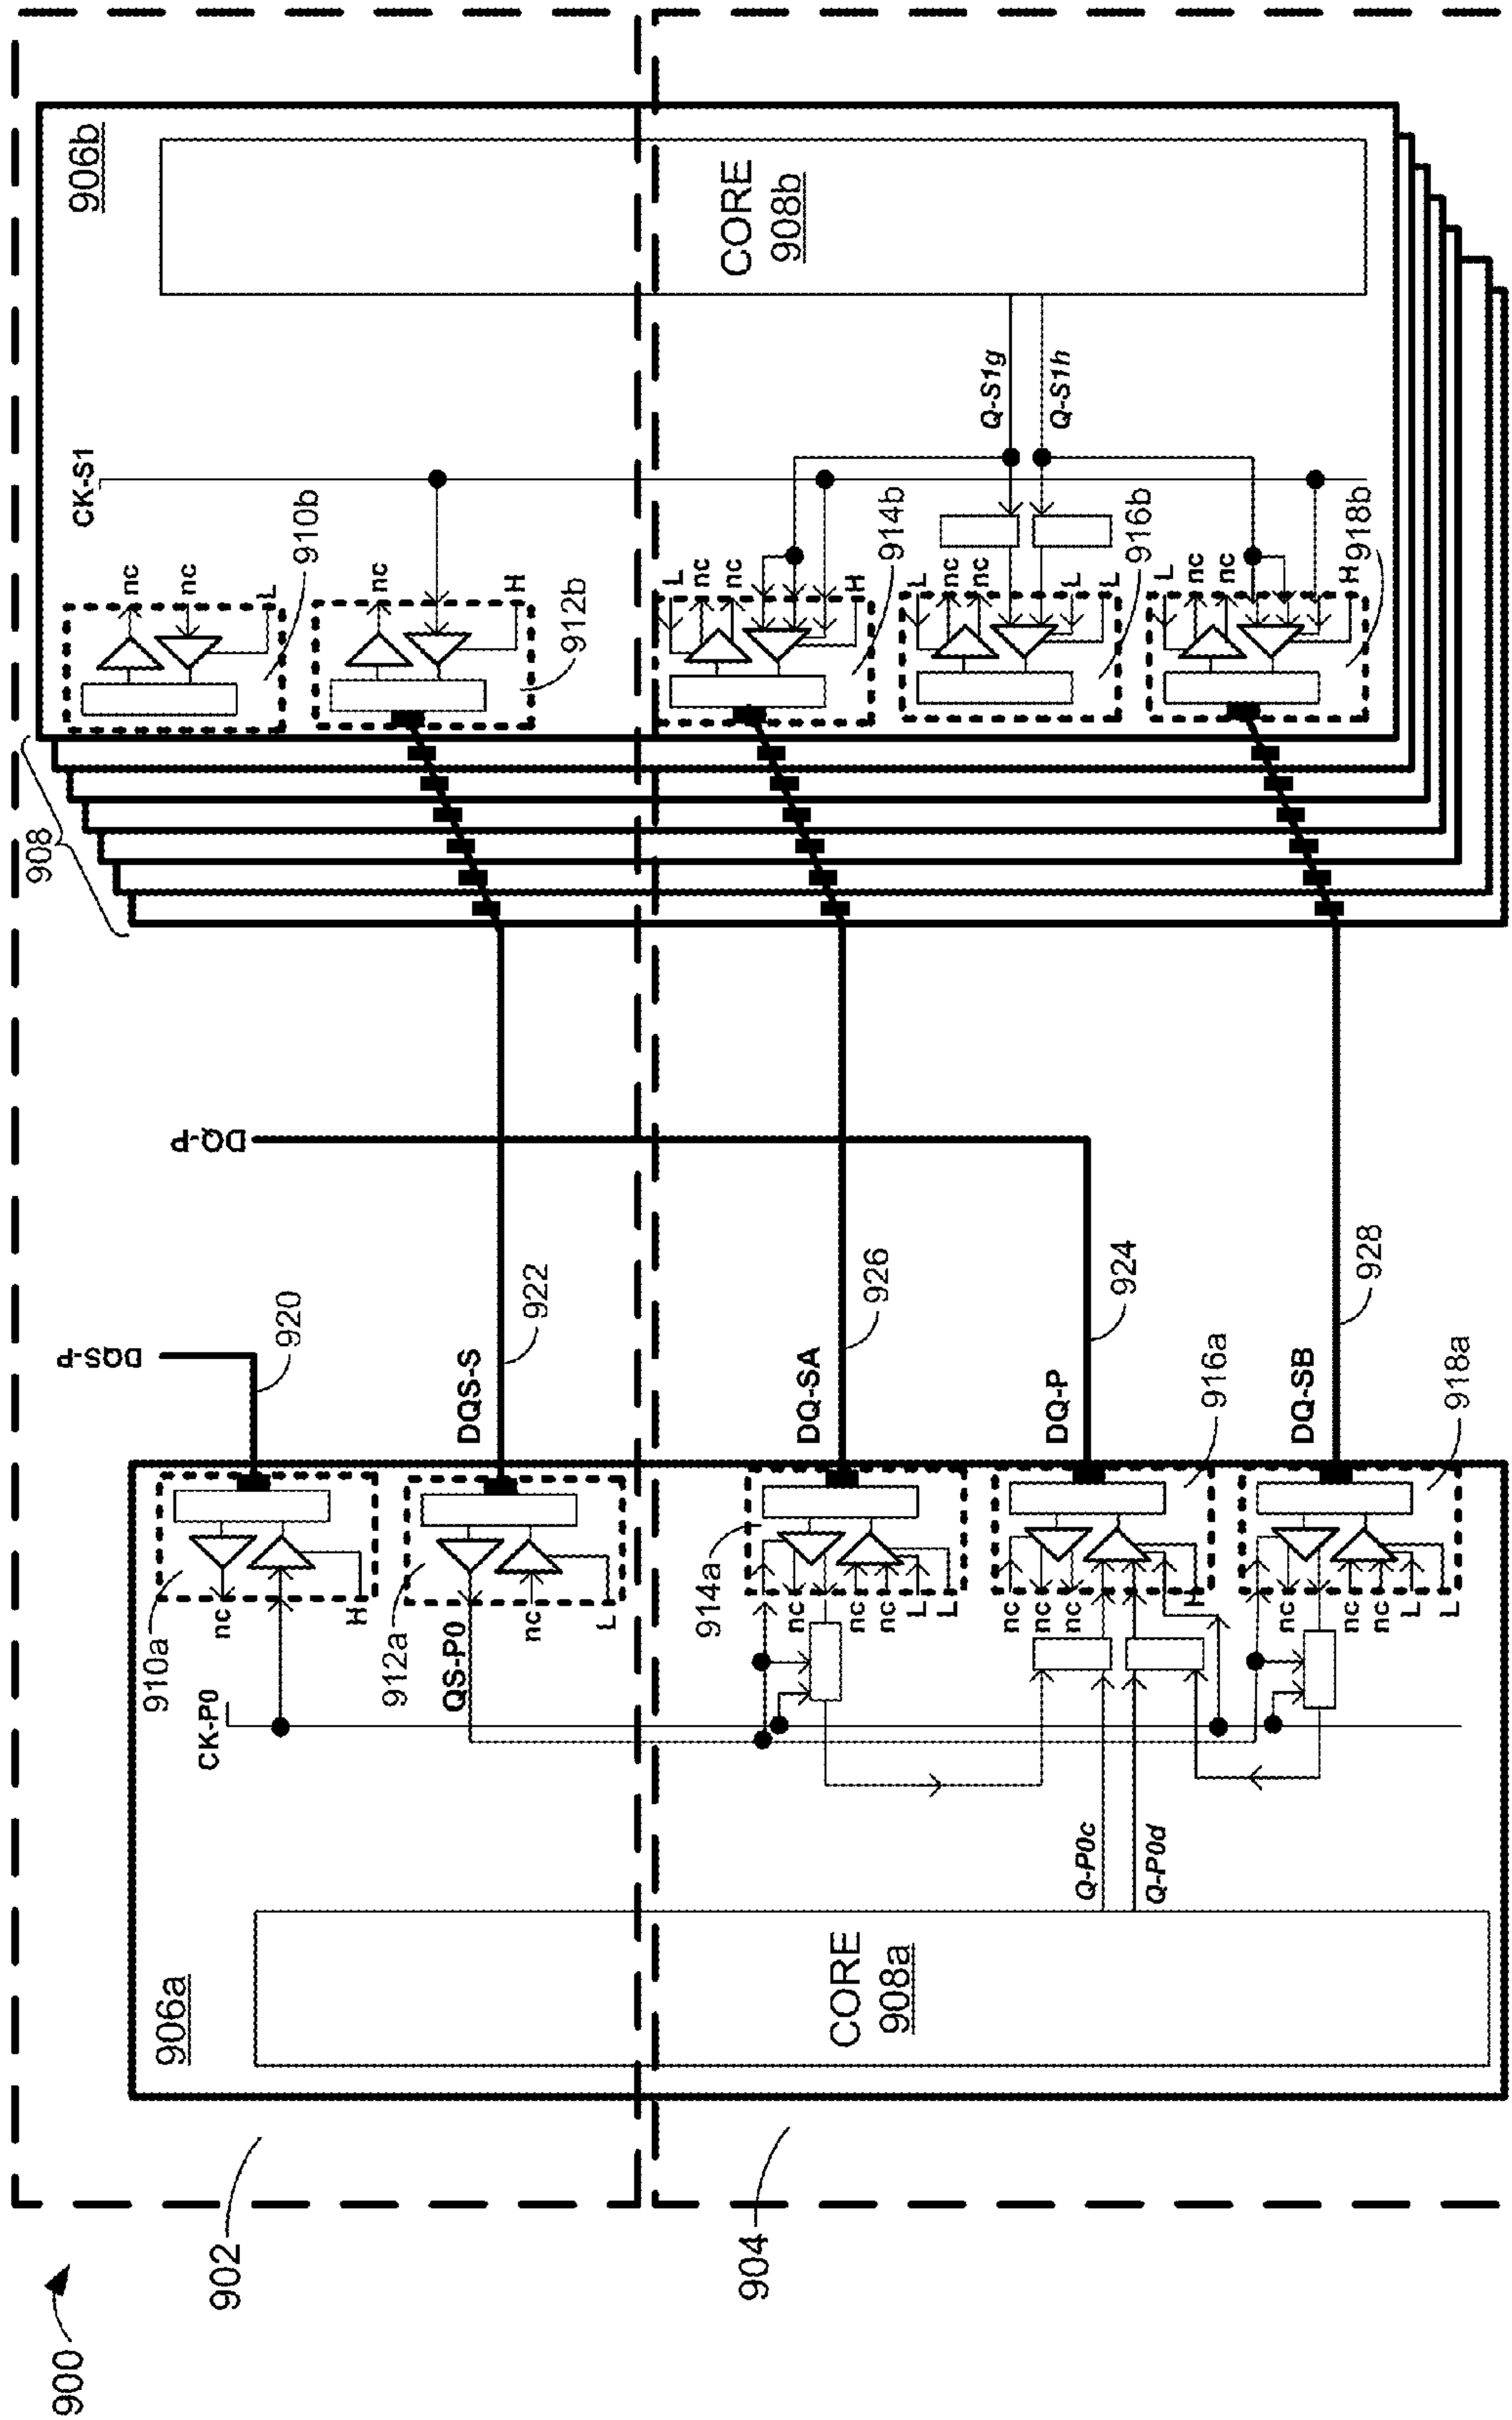 900
902
904
906a
CORE
908a
Q-P0c
Q-P0d
CK-P0
QS-P0
910a
nc
H
912a
nc
L
914a
nc
nc
nc
L
L
nc
nc
nc
H
916a
nc
nc
nc
L
L
918a
DQS-P
920
DQS-S
922
DQ-SA
926
DQ-P
924
DQ-SB
928
DQ-P
908
906b
CORE
908b
CK-S1
Q-S1g
Q-S1h
nc
nc
L
910b
nc
H
912b
L
nc
nc
H
914b
L
nc
nc
L
L
916b
L
nc
nc
H
918b